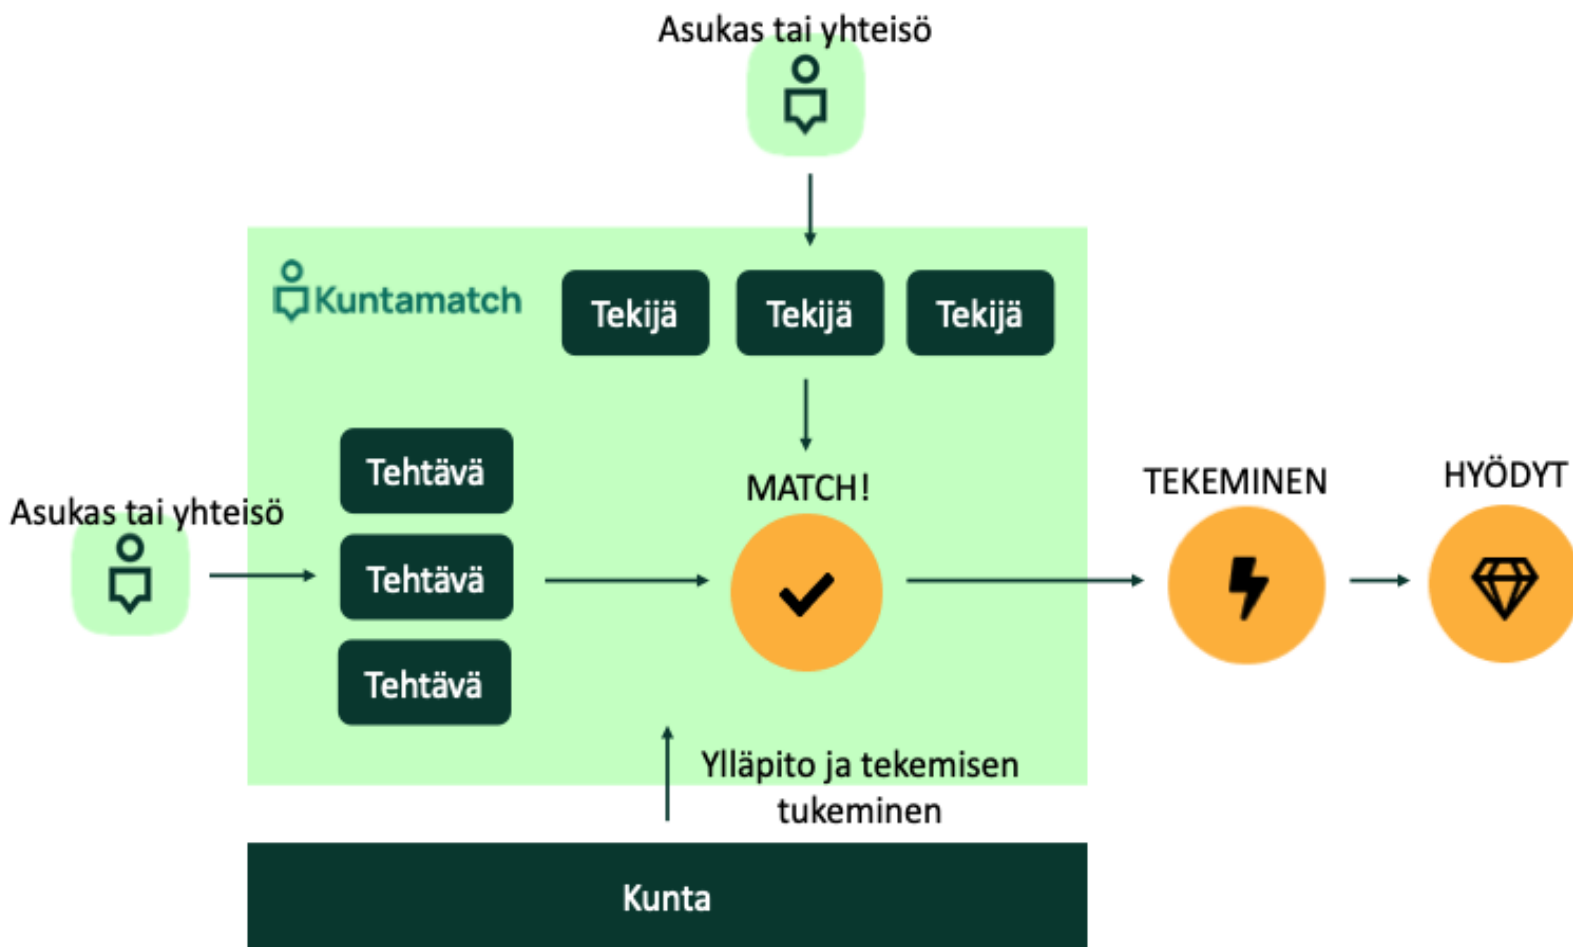 Asukas tai yhteisö
Kuntamatch
Tekijä
Tekijä
Tekijä
Asukas tai yhteisö
Tehtävä
Tehtävä
Tehtävä
MATCH!
TEKEMINEN
HYÖDYT
Ylläpito ja tekemisen
tukeminen
Kunta